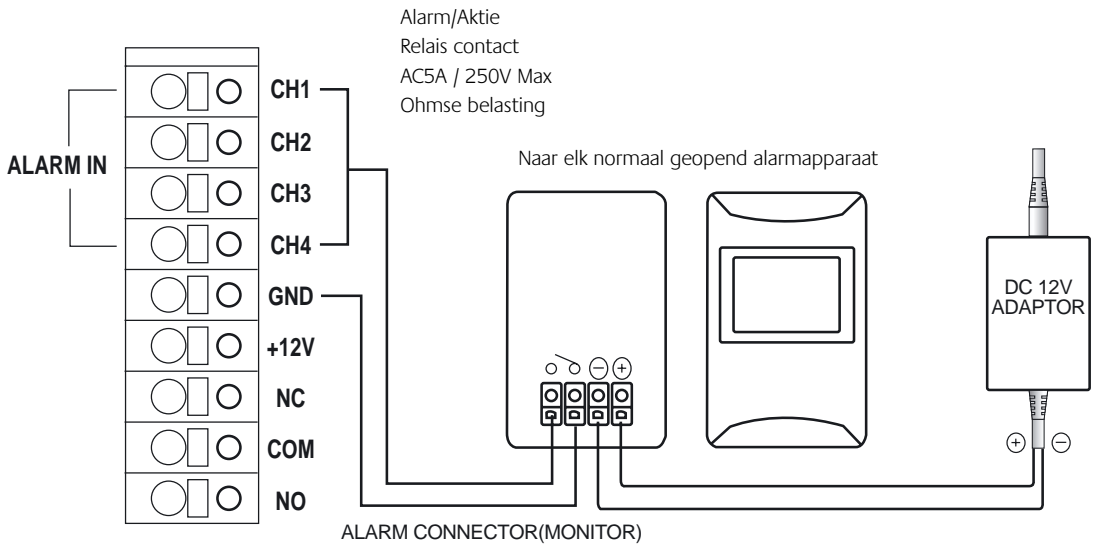 Alarm/Aktie
Relais contact
AC5A / 250V Max
Ohmse belasting
Naar elk normaal geopend alarmapparaat
ALARM IN
CH1
CH2
CH3
CH4
GND
+12V
NC
COM
NO
DC 12V
ADAPTOR
ALARM CONNECTOR(MONITOR)